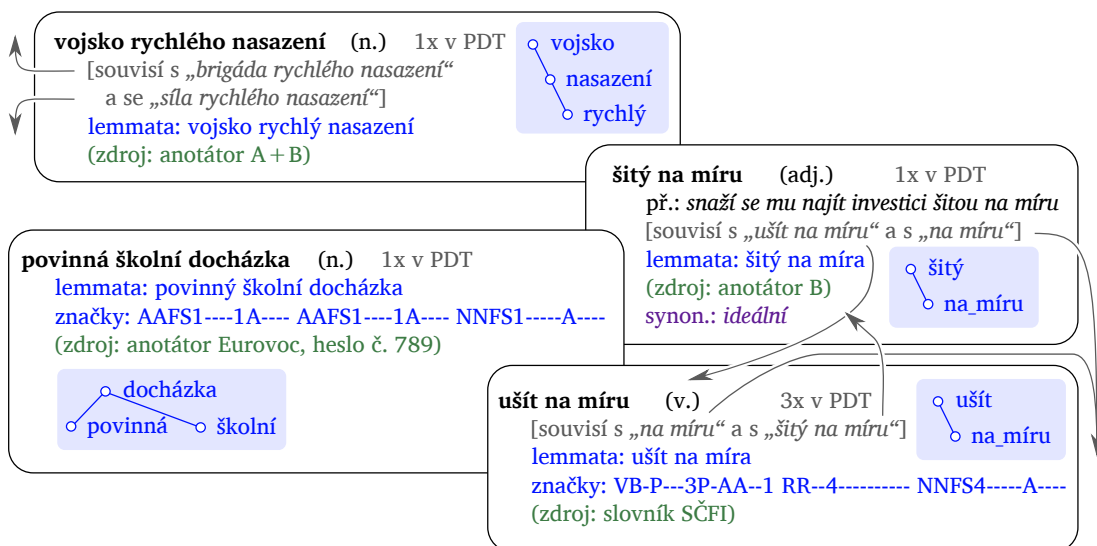 vojsko rychlého nasazení (n.) 1x v PDT
[souvisí s „brigáda rychlého nasazení“
a se „síla rychlého nasazení“]
lemmata: vojsko rychlý nasazení
(zdroj: anotátor A+B)
vojsko
nasazení
rychlý
šitý na míru (adj.) 1x v PDT
př.: snaží se mu najít investici šitou na míru
[souvisí s „ušít na míru“ a s „na míru“]
lemmata: šitý na míra
(zdroj: anotátor B)
synon.: ideální
šitý
na_míru
povinná školní docházka (n.) 1x v PDT
lemmata: povinný školní docházka
značky: AAFS1----1A---- AAFS1----1A---- NNFS1-----A----
(zdroj: anotátor Eurovoc, heslo č. 789)
docházka
povinná školní
ušít na míru (v.) 3x v PDT
[souvisí s „na míru“ a s „šitý na míru“]
lemmata: ušít na míra
značky: VB-P---3P-AA--1 RR--4---------- NNFS4-----A----
(zdroj: slovník SČFI)
ušít
na_míru